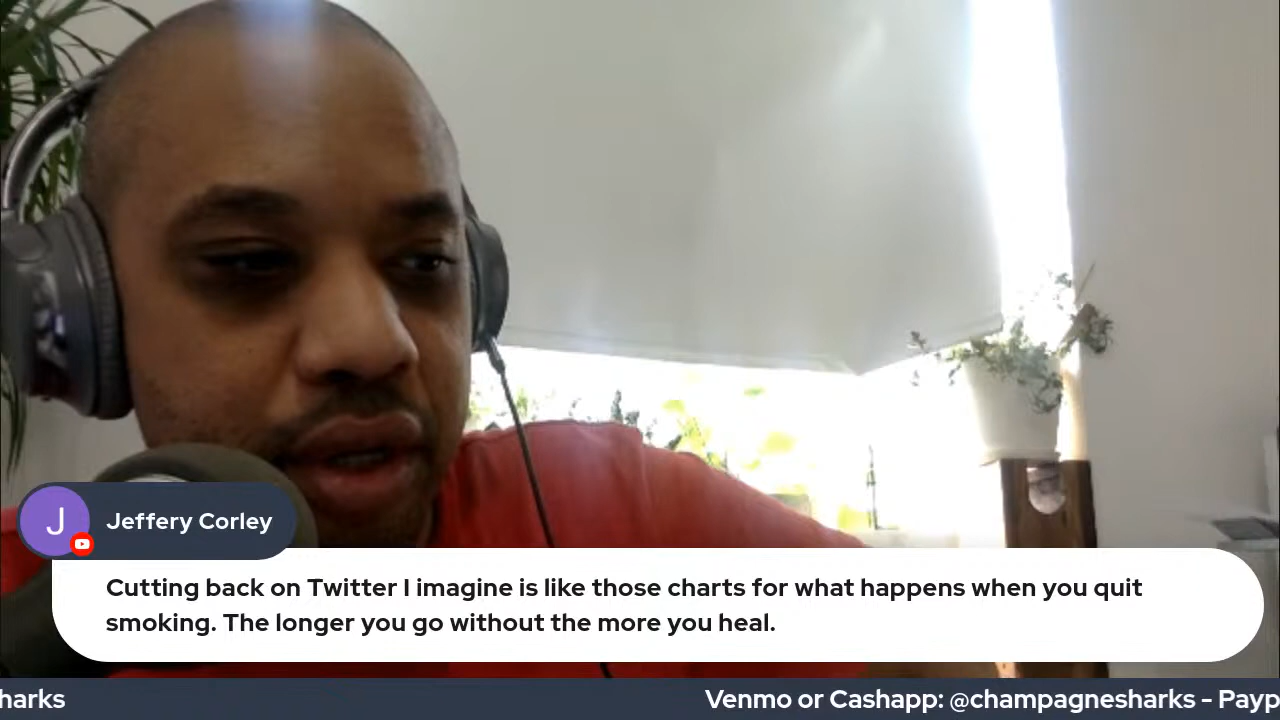 J
Jeffery Corley
Cutting back on Twitter I imagine is like those charts for what happens when you quit
smoking. The longer you go without the more you heal.
harks
Venmo or Cashapp: @champagnesharks - Payp